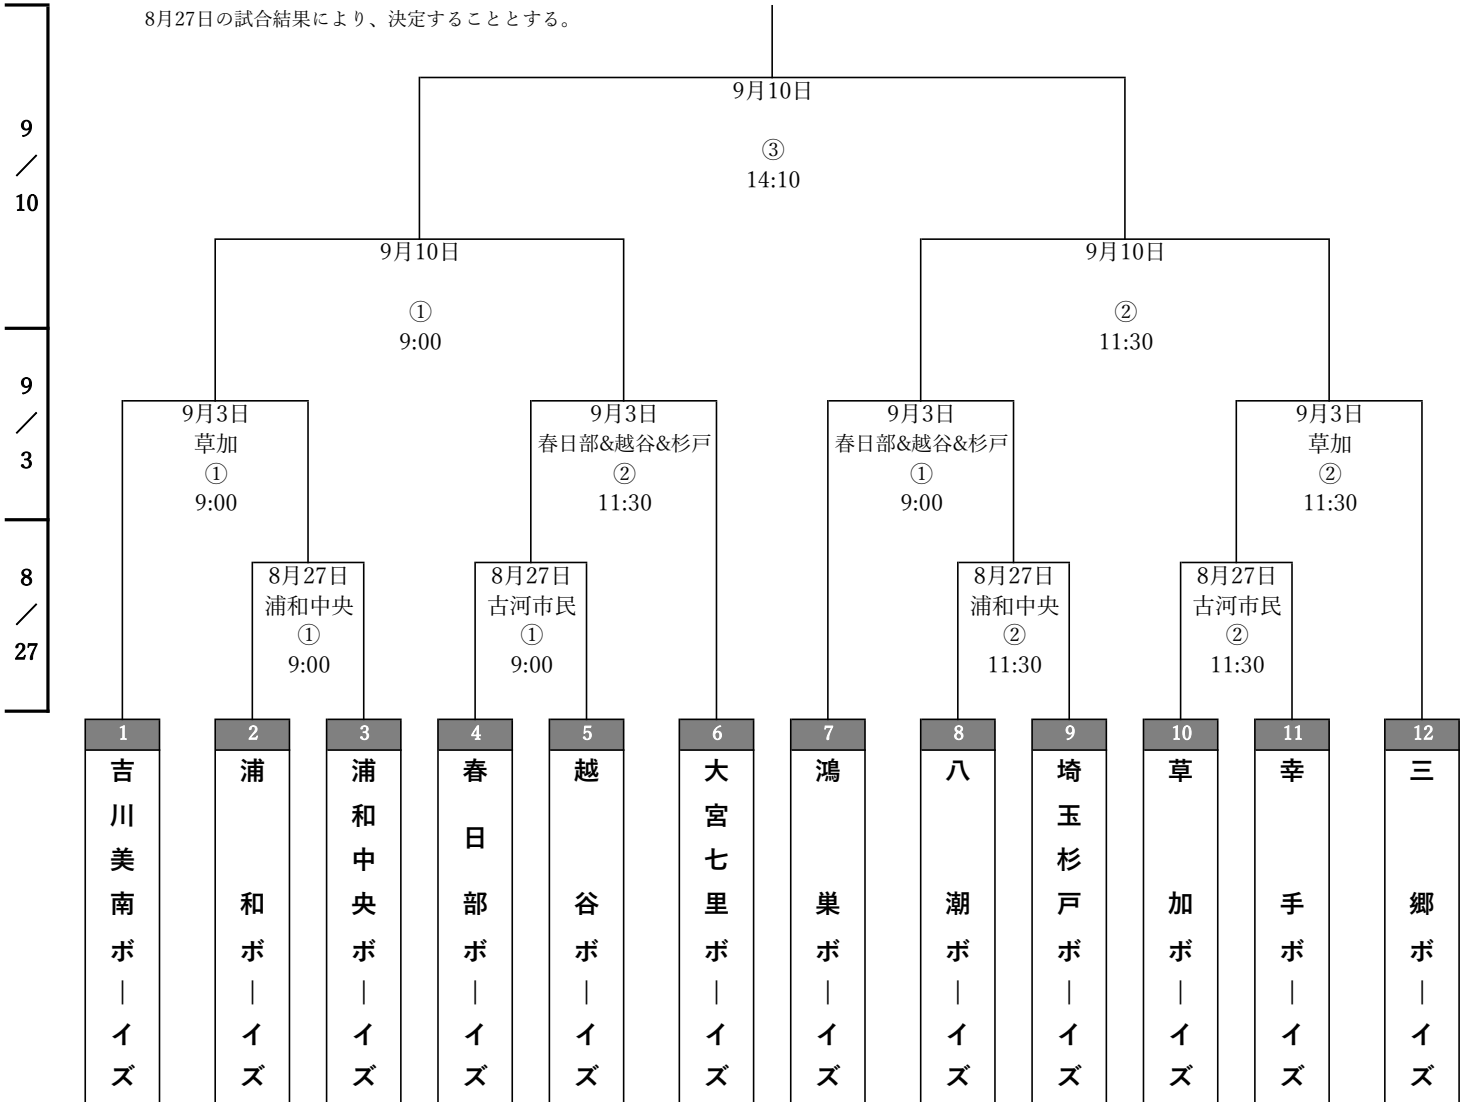 8月27日の試合結果により、決定することとする。
9月10日
③
14:10
9／10
9月10日
①
9:00
9月10日
②
11:30
9／3
9月3日
草加
①
9:00
9月3日
春日部&越谷&杉戸
②
11:30
9月3日
春日部&越谷&杉戸
①
9:00
9月3日
草加
②
11:30
8／27
8月27日
浦和中央
①
9:00
8月27日
古河市民
①
9:00
8月27日
浦和中央
②
11:30
8月27日
古河市民
②
11:30
1
吉川美南ボーイズ
2
浦和ボーイズ
3
浦和中央ボーイズ
4
春日部ボーイズ
5
越谷ボーイズ
6
大宮七里ボーイズ
7
鴻巣ボーイズ
8
八潮ボーイズ
9
埼玉杉戸ボーイズ
10
草加ボーイズ
11
幸手ボーイズ
12
三郷ボーイズ